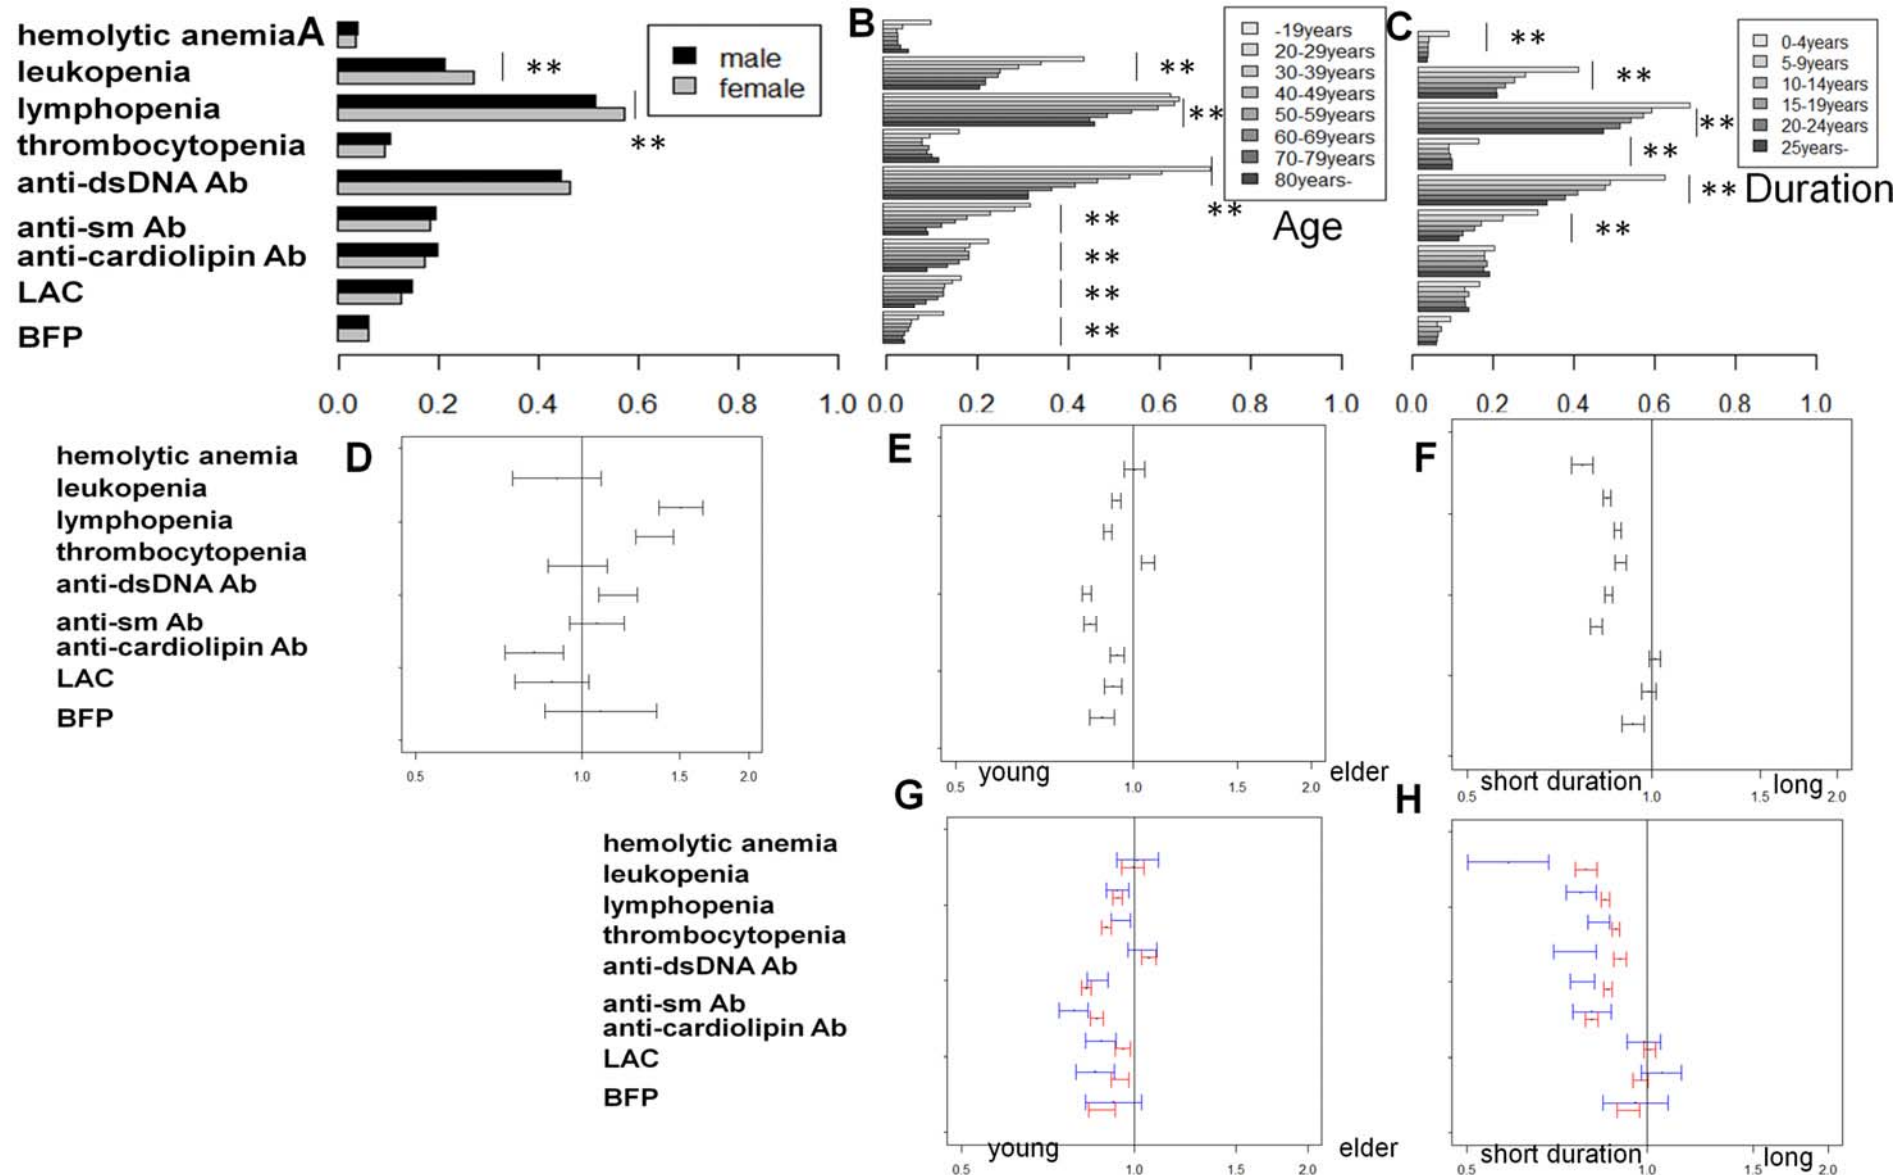 A
hemolytic anemia
leukopenia
lymphopenia
thrombocytopenia
anti-dsDNA Ab
anti-sm Ab
anti-cardiolipin Ab
LAC
BFP
**
**
male
female
0.0 0.2 0.4 0.6 0.8 1.0
B
**
**
**
**
**
**
**
-19years
20-29years
30-39years
40-49years
50-59years
60-69years
70-79years
80years-
Age
0.0 0.2 0.4 0.6 0.8 1.0
C
**
**
**
**
**
**
0-4years
5-9years
10-14years
15-19years
20-24years
25years-
Duration
0.0 0.2 0.4 0.6 0.8 1.0
D
hemolytic anemia
leukopenia
lymphopenia
thrombocytopenia
anti-dsDNA Ab
anti-sm Ab
anti-cardiolipin Ab
LAC
BFP
0.5 1.0 1.5 2.0
E
young elder
0.5 1.0 1.5 2.0
F
short duration long
0.5 1.0 1.5 2.0
G
hemolytic anemia
leukopenia
lymphopenia
thrombocytopenia
anti-dsDNA Ab
anti-sm Ab
anti-cardiolipin Ab
LAC
BFP
young elder
0.5 1.0 1.5 2.0
H
short duration long
0.5 1.0 1.5 2.0